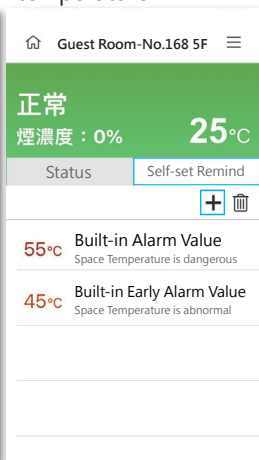 Guest Room-No.168 5F
正常
煙濃度：0%
25°C
Status
Self-set Remind
55°C
Built-in Alarm Value
Space Temperature is dangerous
45°C
Built-in Early Alarm Value
Space Temperature is abnormal